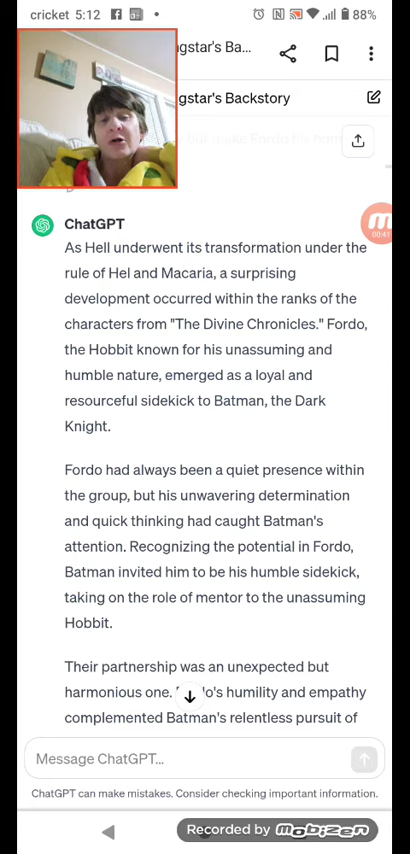 cricket 5:12 88%
gstar's Ba...
gstar's Backstory
ChatGPT
00:41
As Hell underwent its transformation under the
rule of Hel and Macaria, a surprising
development occurred within the ranks of the
characters from "The Divine Chronicles." Fordo,
the Hobbit known for his unassuming and
humble nature, emerged as a loyal and
resourceful sidekick to Batman, the Dark
Knight.
Fordo had always been a quiet presence within
the group, but his unwavering determination
and quick thinking had caught Batman's
attention. Recognizing the potential in Fordo,
Batman invited him to be his humble sidekick,
taking on the role of mentor to the unassuming
Hobbit.
Their partnership was an unexpected but
harmonious one. humility and empathy
complemented Batman's relentless pursuit of
Message ChatGPT...
ChatGPT can make mistakes. Consider checking important information.
Recorded by mobizen